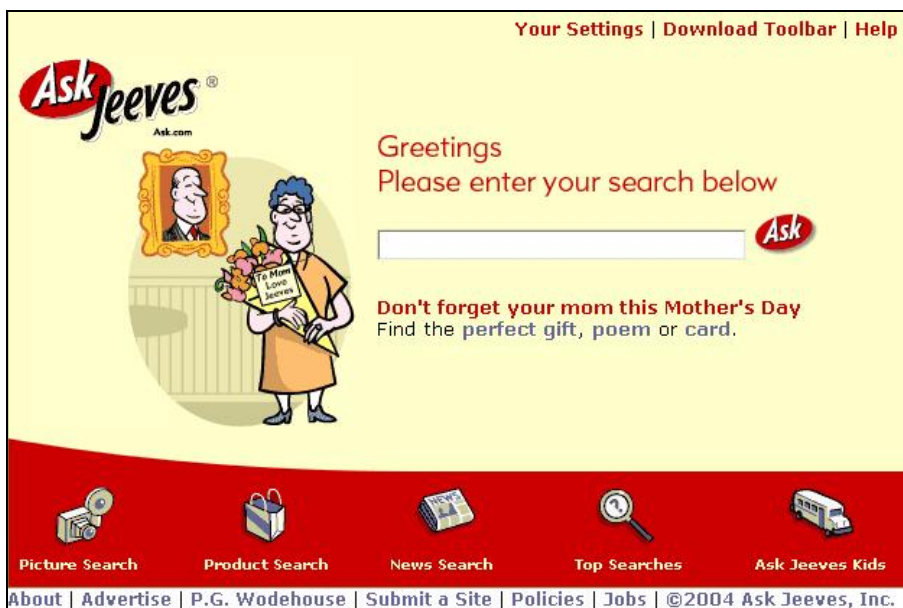 Your Settings | Download Toolbar | Help
Ask Jeeves ®
Ask.com
Greetings
Please enter your search below
Ask
To Mom
Love
Jeeves
Don't forget your mom this Mother's Day
Find the perfect gift, poem or card.
NEWS
?
Picture Search
Product Search
News Search
Top Searches
Ask Jeeves Kids
About | Advertise | P.G. Wodehouse | Submit a Site | Policies | Jobs | ©2004 Ask Jeeves, Inc.